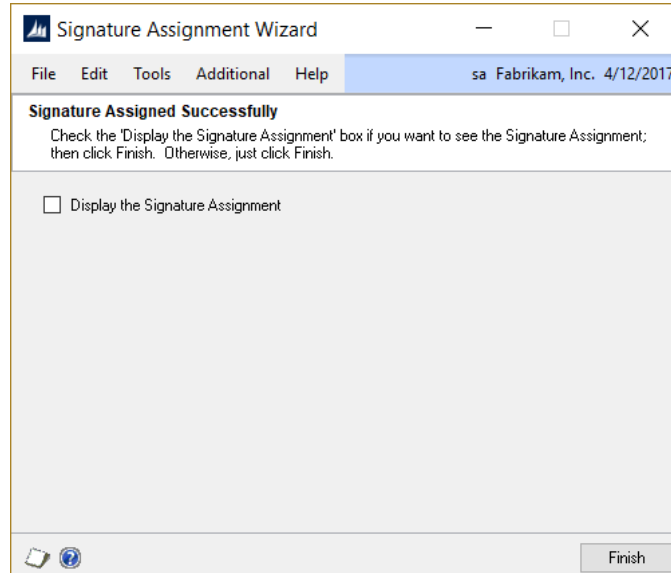 Signature Assignment Wizard
File Edit Tools Additional Help sa Fabrikam, Inc. 4/12/2017
Signature Assigned Successfully
Check the 'Display the Signature Assignment' box if you want to see the Signature Assignment;
then click Finish. Otherwise, just click Finish.
Display the Signature Assignment
Finish